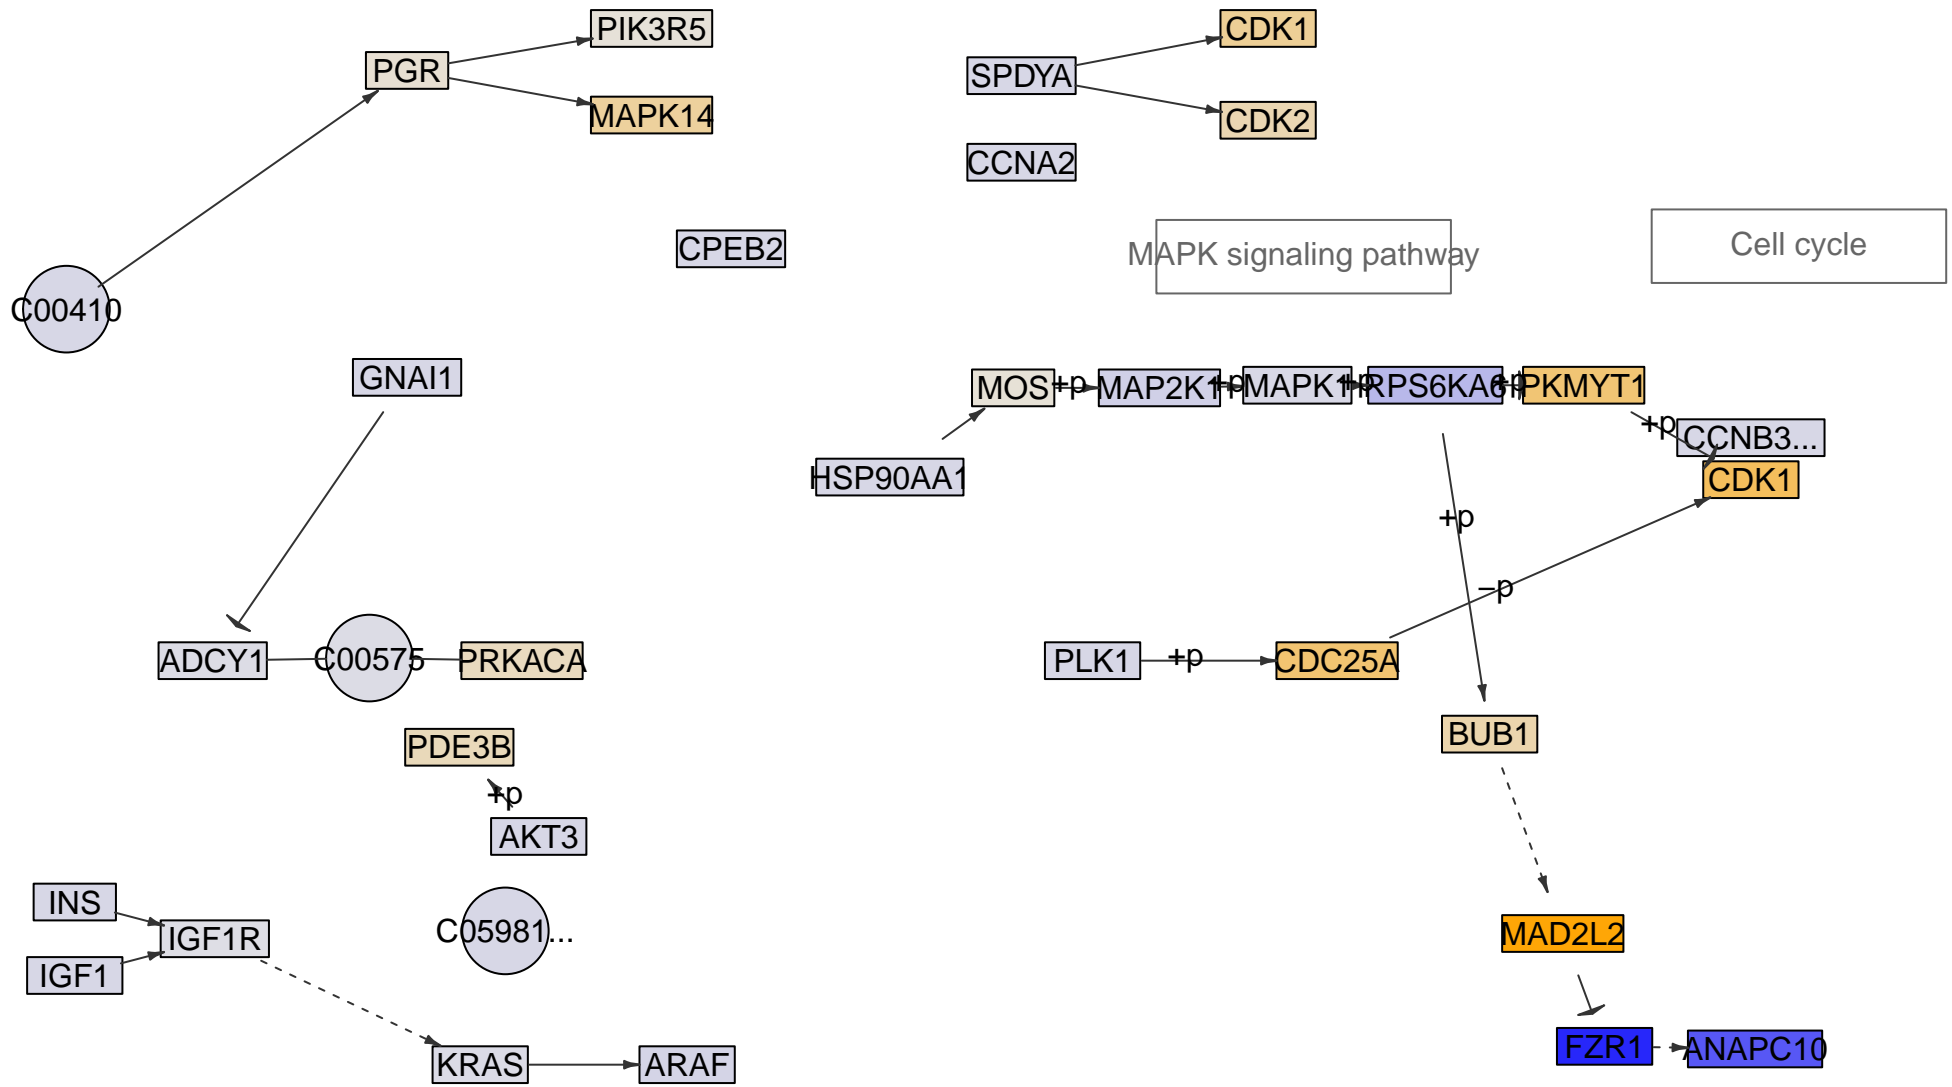 PIK3R5
CDK1
PGR
SPDYA
MAPK14
CDK2
CCNA2
CPEB2
MAPK signaling pathway
Cell cycle
C00410
GNAI1
MOS
+p
MAP2K1
+p
MAPK1
+p
RPS6KA6
+p
PKMYT1
+p
CCNB3...
HSP90AA1
CDK1
+p
−p
ADCY1
C00575
PRKACA
PLK1
+p
CDC25A
PDE3B
BUB1
+p
AKT3
INS
IGF1R
C05981...
MAD2L2
IGF1
KRAS
ARAF
FZR1
ANAPC10